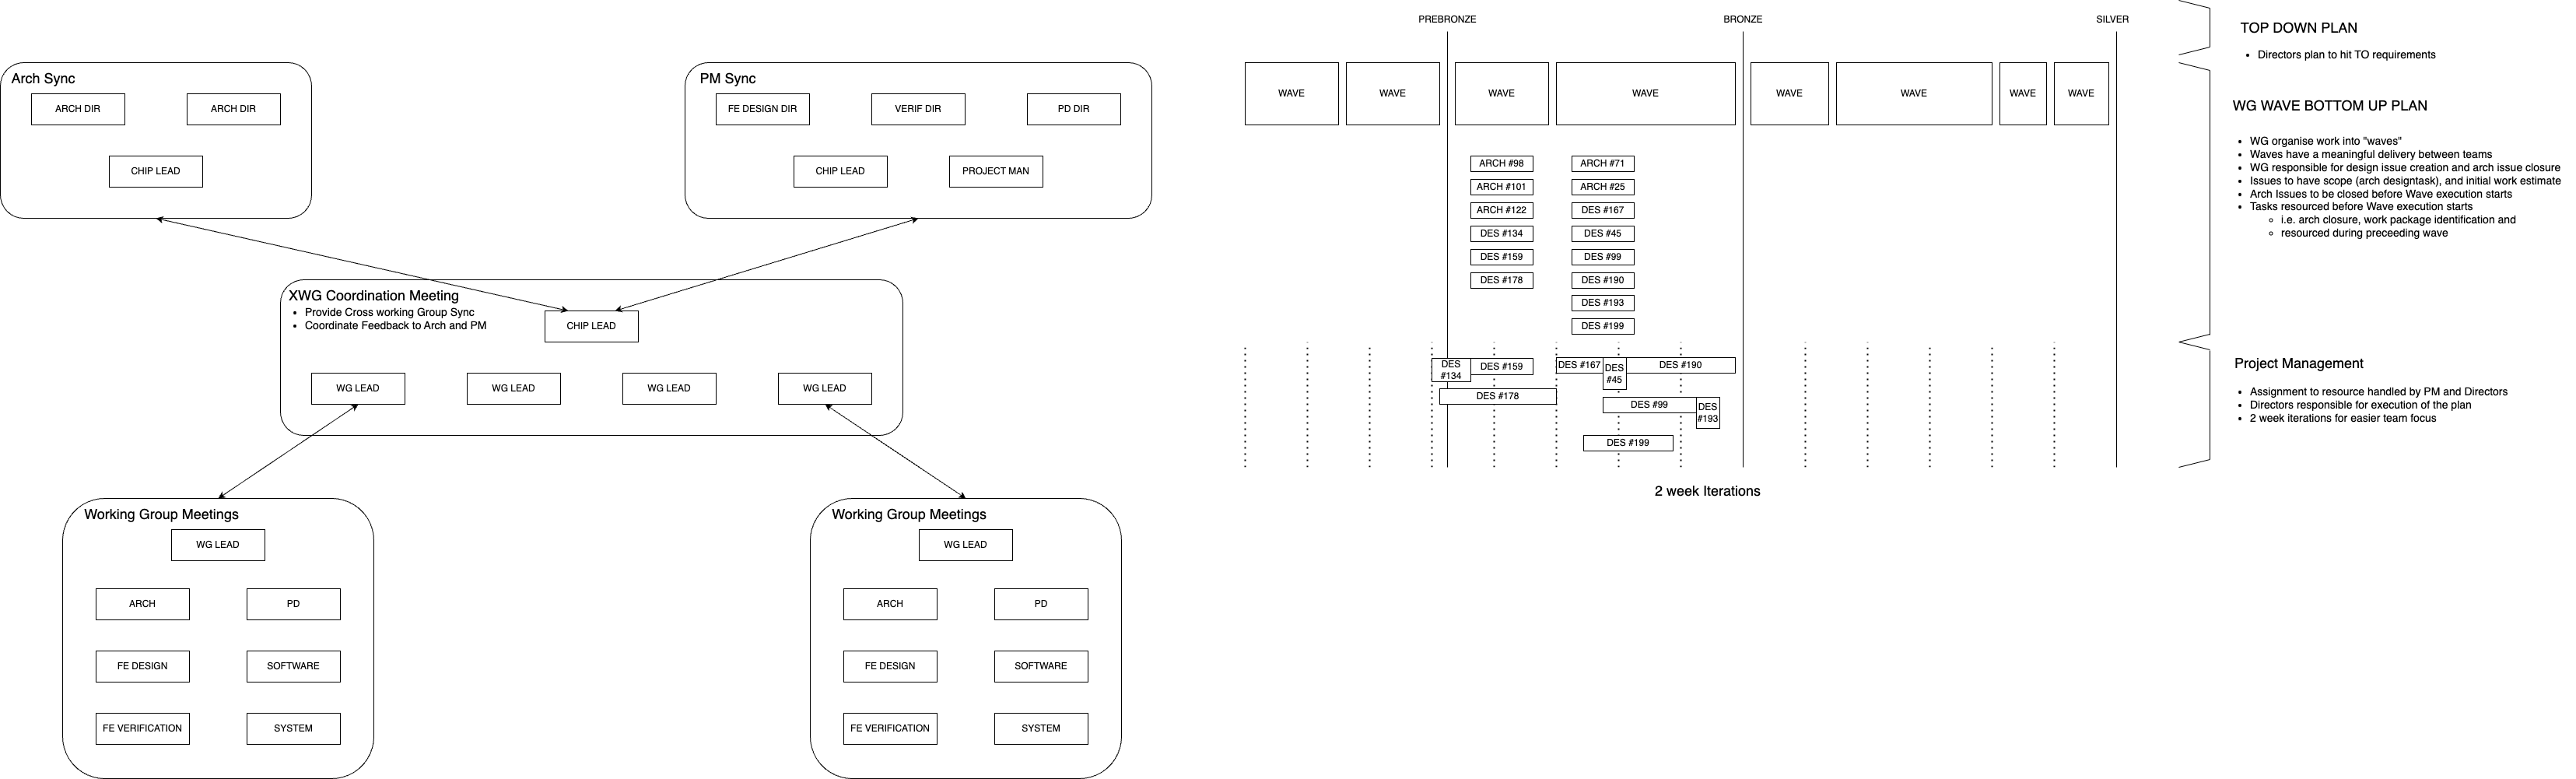 Arch Sync
ARCH DIR
ARCH DIR
CHIP LEAD
PM Sync
FE DESIGN DIR
VERIF DIR
PD DIR
CHIP LEAD
PROJECT MAN
XWG Coordination Meeting
• Provide Cross working Group Sync
• Coordinate Feedback to Arch and PM
CHIP LEAD
WG LEAD
WG LEAD
WG LEAD
WG LEAD
Working Group Meetings
WG LEAD
ARCH
PD
FE DESIGN
SOFTWARE
FE VERIFICATION
SYSTEM
Working Group Meetings
WG LEAD
ARCH
PD
FE DESIGN
SOFTWARE
FE VERIFICATION
SYSTEM
PREBRONZE
BRONZE
SILVER
WAVE
WAVE
WAVE
WAVE
WAVE
WAVE
WAVE
WAVE
ARCH #98
ARCH #101
ARCH #122
DES #134
DES #159
DES #178
ARCH #71
ARCH #25
DES #167
DES #45
DES #99
DES #190
DES #193
DES #199
DES
#134
DES #159
DES #178
DES #167
DES
#45
DES #190
DES #99
DES
#193
DES #199
2 week Iterations
TOP DOWN PLAN
• Directors plan to hit TO requirements
WG WAVE BOTTOM UP PLAN
• WG organise work into "waves"
• Waves have a meaningful delivery between teams
• WG responsible for design issue creation and arch issue closure
• Issues to have scope (arch designtask), and initial work estimate
• Arch Issues to be closed before Wave execution starts
• Tasks resourced before Wave execution starts
◦ i.e. arch closure, work package identification and
◦ resourced during preceeding wave
Project Management
• Assignment to resource handled by PM and Directors
• Directors responsible for execution of the plan
• 2 week iterations for easier team focus